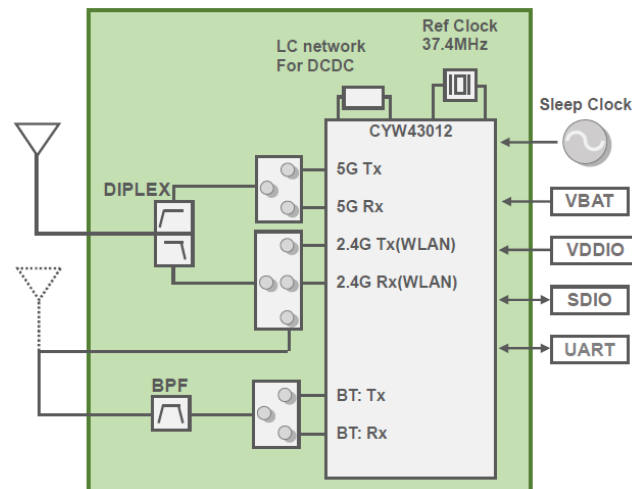 LC network
For DCDC
Ref Clock
37.4MHz
Sleep Clock
CYW43012
5G Tx
DIPLEX
5G Rx
VBAT
2.4G Tx(WLAN)
VDDIO
2.4G Rx(WLAN)
SDIO
UART
BPF
BT: Tx
BT: Rx